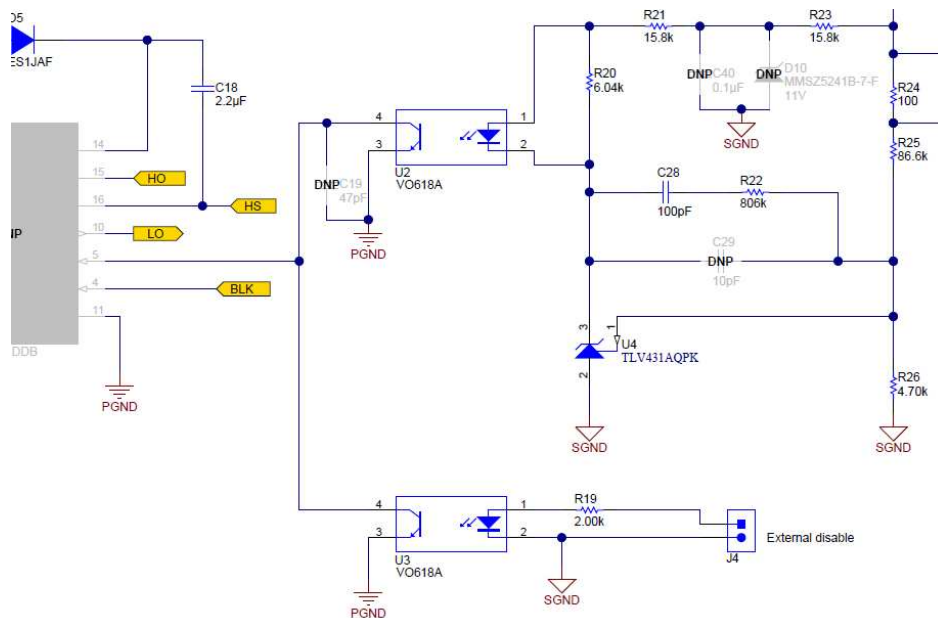 D5
ES1JAF
C18
2.2µF
14
15
HO
16
HS
10
LO
5
4
BLK
11
NP
DDB
PGND
DNP
C19
47pF
PGND
4
3
1
2
U2
VO618A
R20
6.04k
R21
15.8k
R23
15.8k
DNP
C40
0.1µF
DNP
D10
MMSZ5241B-7-F
11V
SGND
R24
100
R25
86.6k
C28
100pF
R22
806k
C29
DNP
10pF
3
1
2
U4
TLV431AQPK
SGND
R26
4.70k
SGND
4
3
1
2
U3
VO618A
PGND
R19
2.00k
SGND
J4
External disable